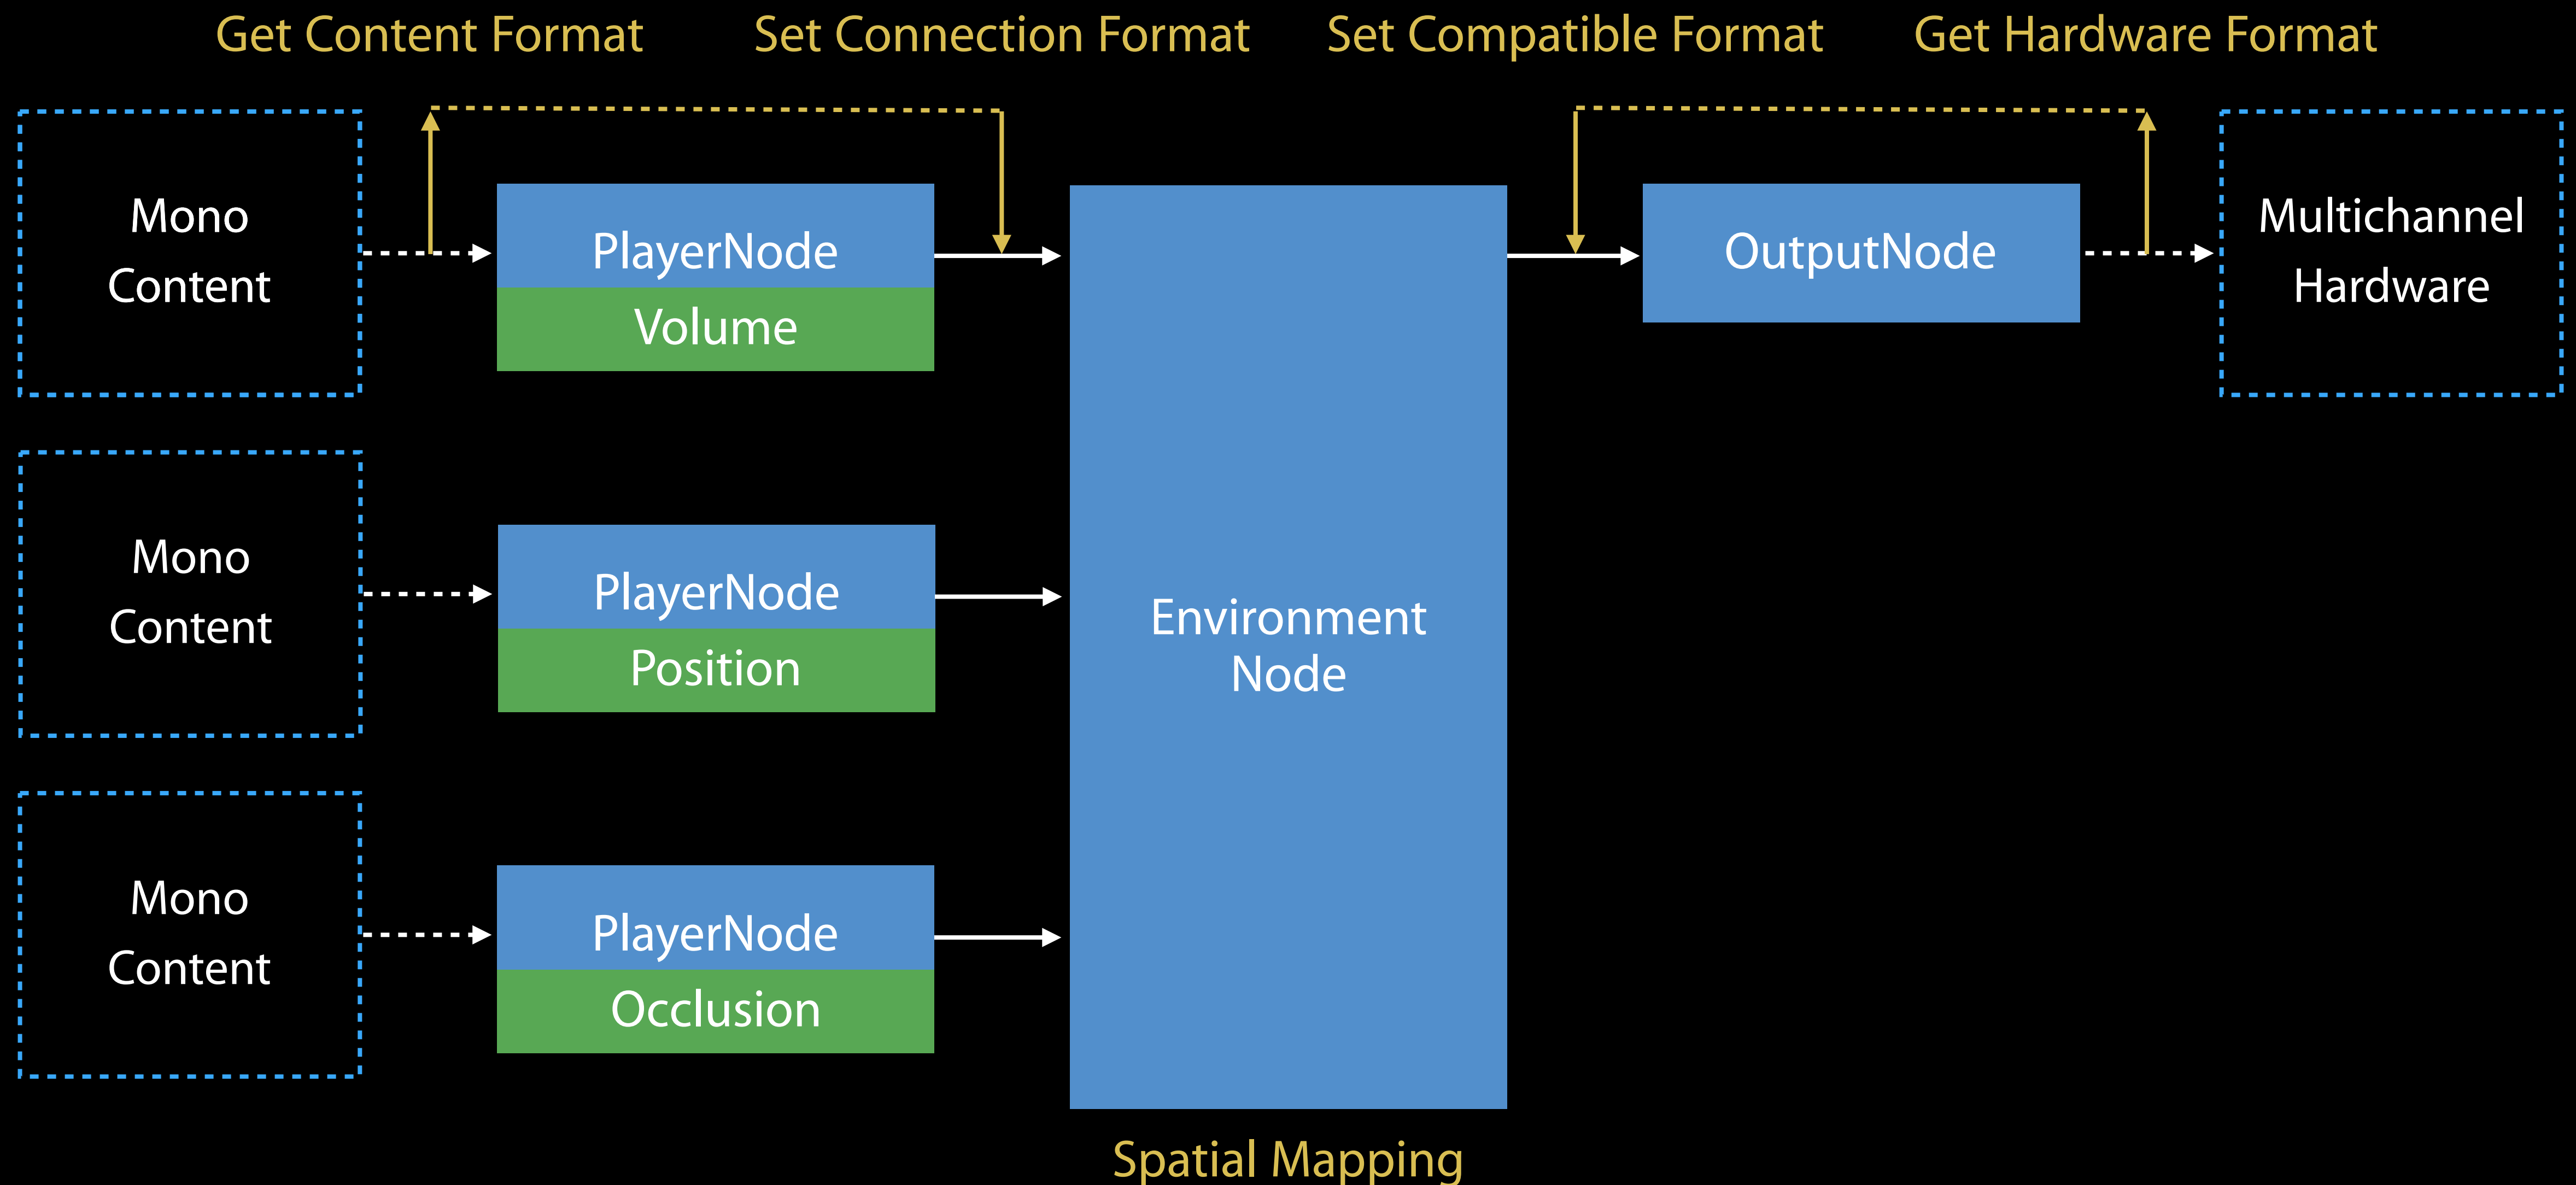 Get Content Format
Set Connection Format
Set Compatible Format
Get Hardware Format
Mono
Content
PlayerNode
Volume
OutputNode
Multichannel
Hardware
Mono
Content
PlayerNode
Position
Environment
Node
Mono
Content
PlayerNode
Occlusion
Spatial Mapping